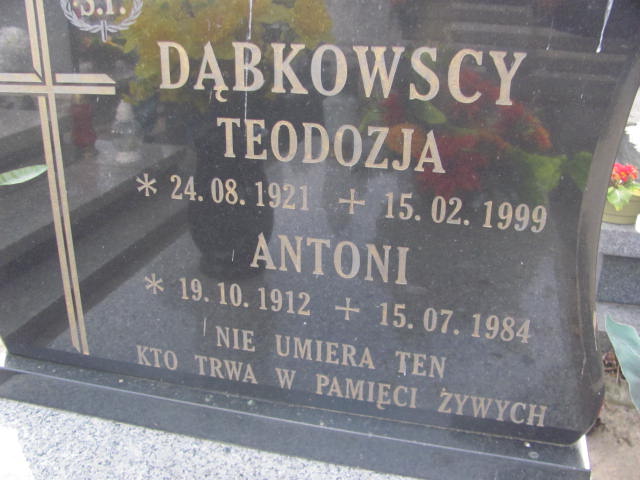 Ś.P.
DĄBKOWSCY
TEODOZJA
* 24. 08. 1921 + 15. 02. 1999
ANTONI
* 19. 10. 1912 + 15. 07. 1984
NIE UMIERA TEN
KTO TRWA W PAMIĘCI ŻYWYCH